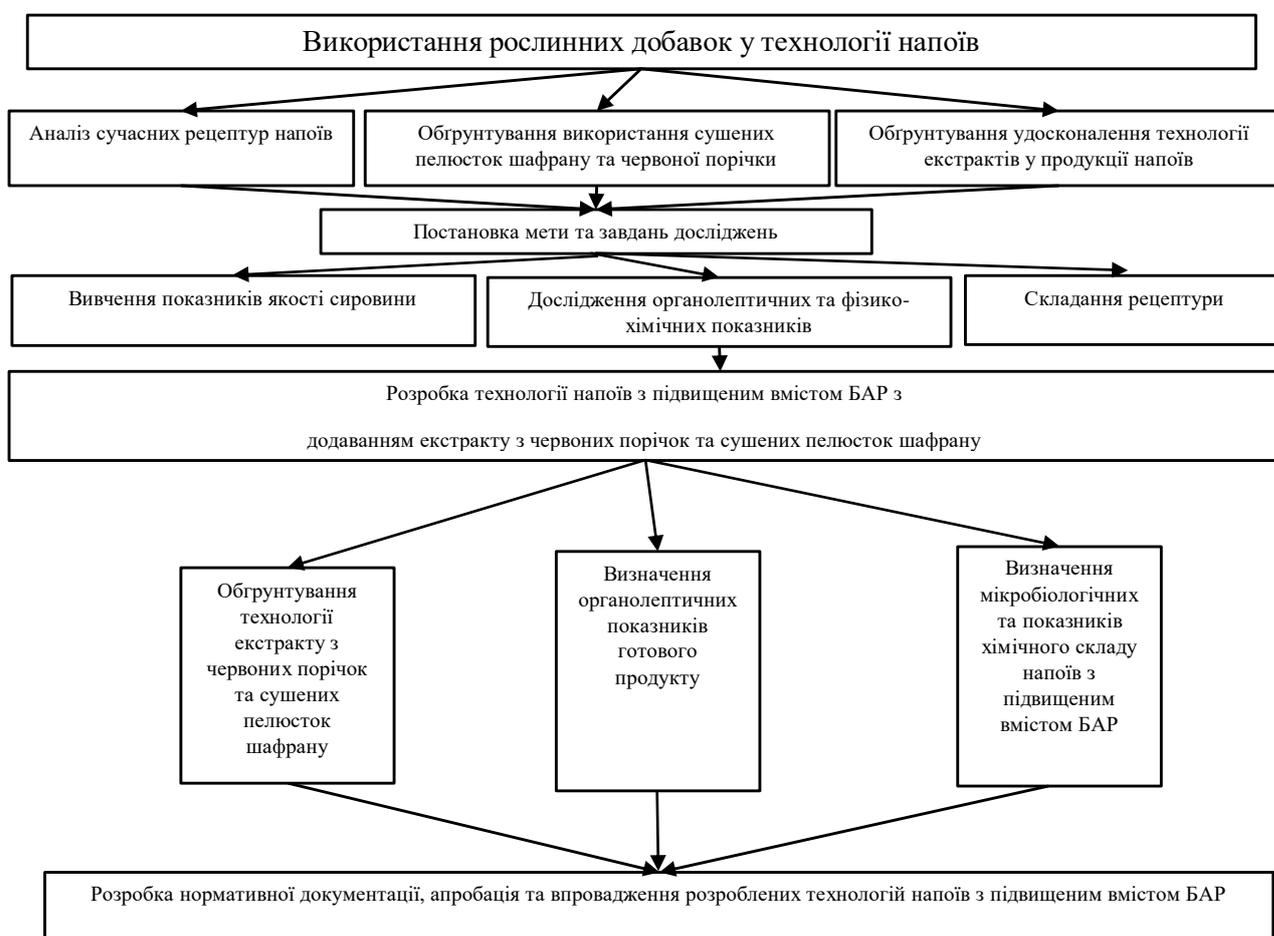 Використання рослинних добавок у технології напоїв
Аналіз сучасних рецептур напоїв
Обґрунтування використання сушених
пелюсток шафрану та червоної порічки
Обґрунтування удосконалення технології
екстрактів у продукції напоїв
Постановка мети та завдань досліджень
Вивчення показників якості сировини
Дослідження органолептичних та фізико-
хімічних показників
Складання рецептури
Розробка технології напоїв з підвищеним вмістом БАР з
додаванням екстракту з червоних порічок та сушених пелюсток шафрану
Обгрунтування
технології
екстракту з
червоних порічок
та сушених
пелюсток
шафрану
Визначення
органолептичних
показників
готового
продукту
Визначення
мікробіологічних
та показників
хімічного складу
напоїв з
підвищеним
вмістом БАР
Розробка нормативної документації, апробація та впровадження розроблених технологій напоїв з підвищеним вмістом БАР